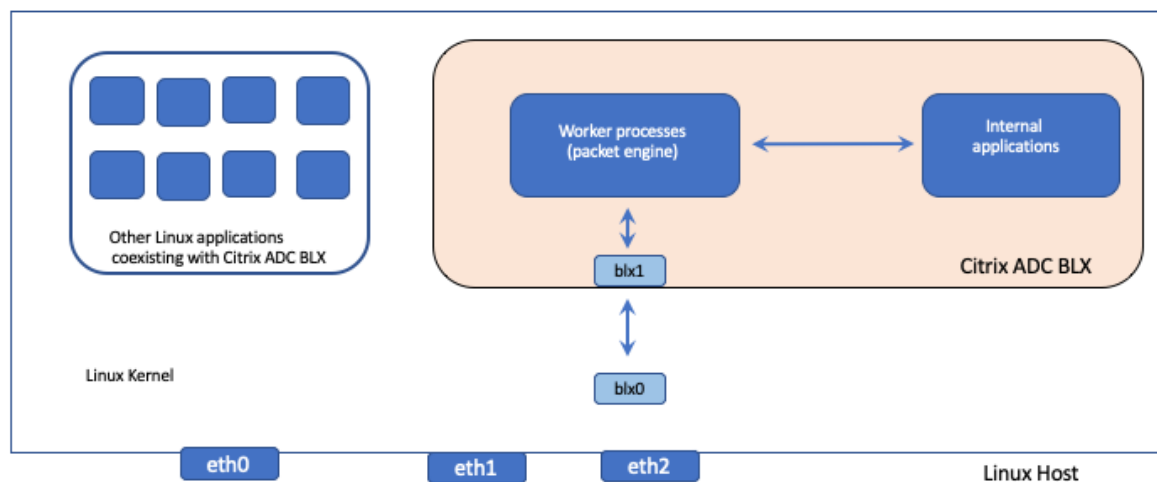 Worker processes
(packet engine)
Internal
applications
Other Linux applications
coexisting with Citrix ADC BLX
blx1
Citrix ADC BLX
Linux Kernel
blx0
eth0
eth1
eth2
Linux Host